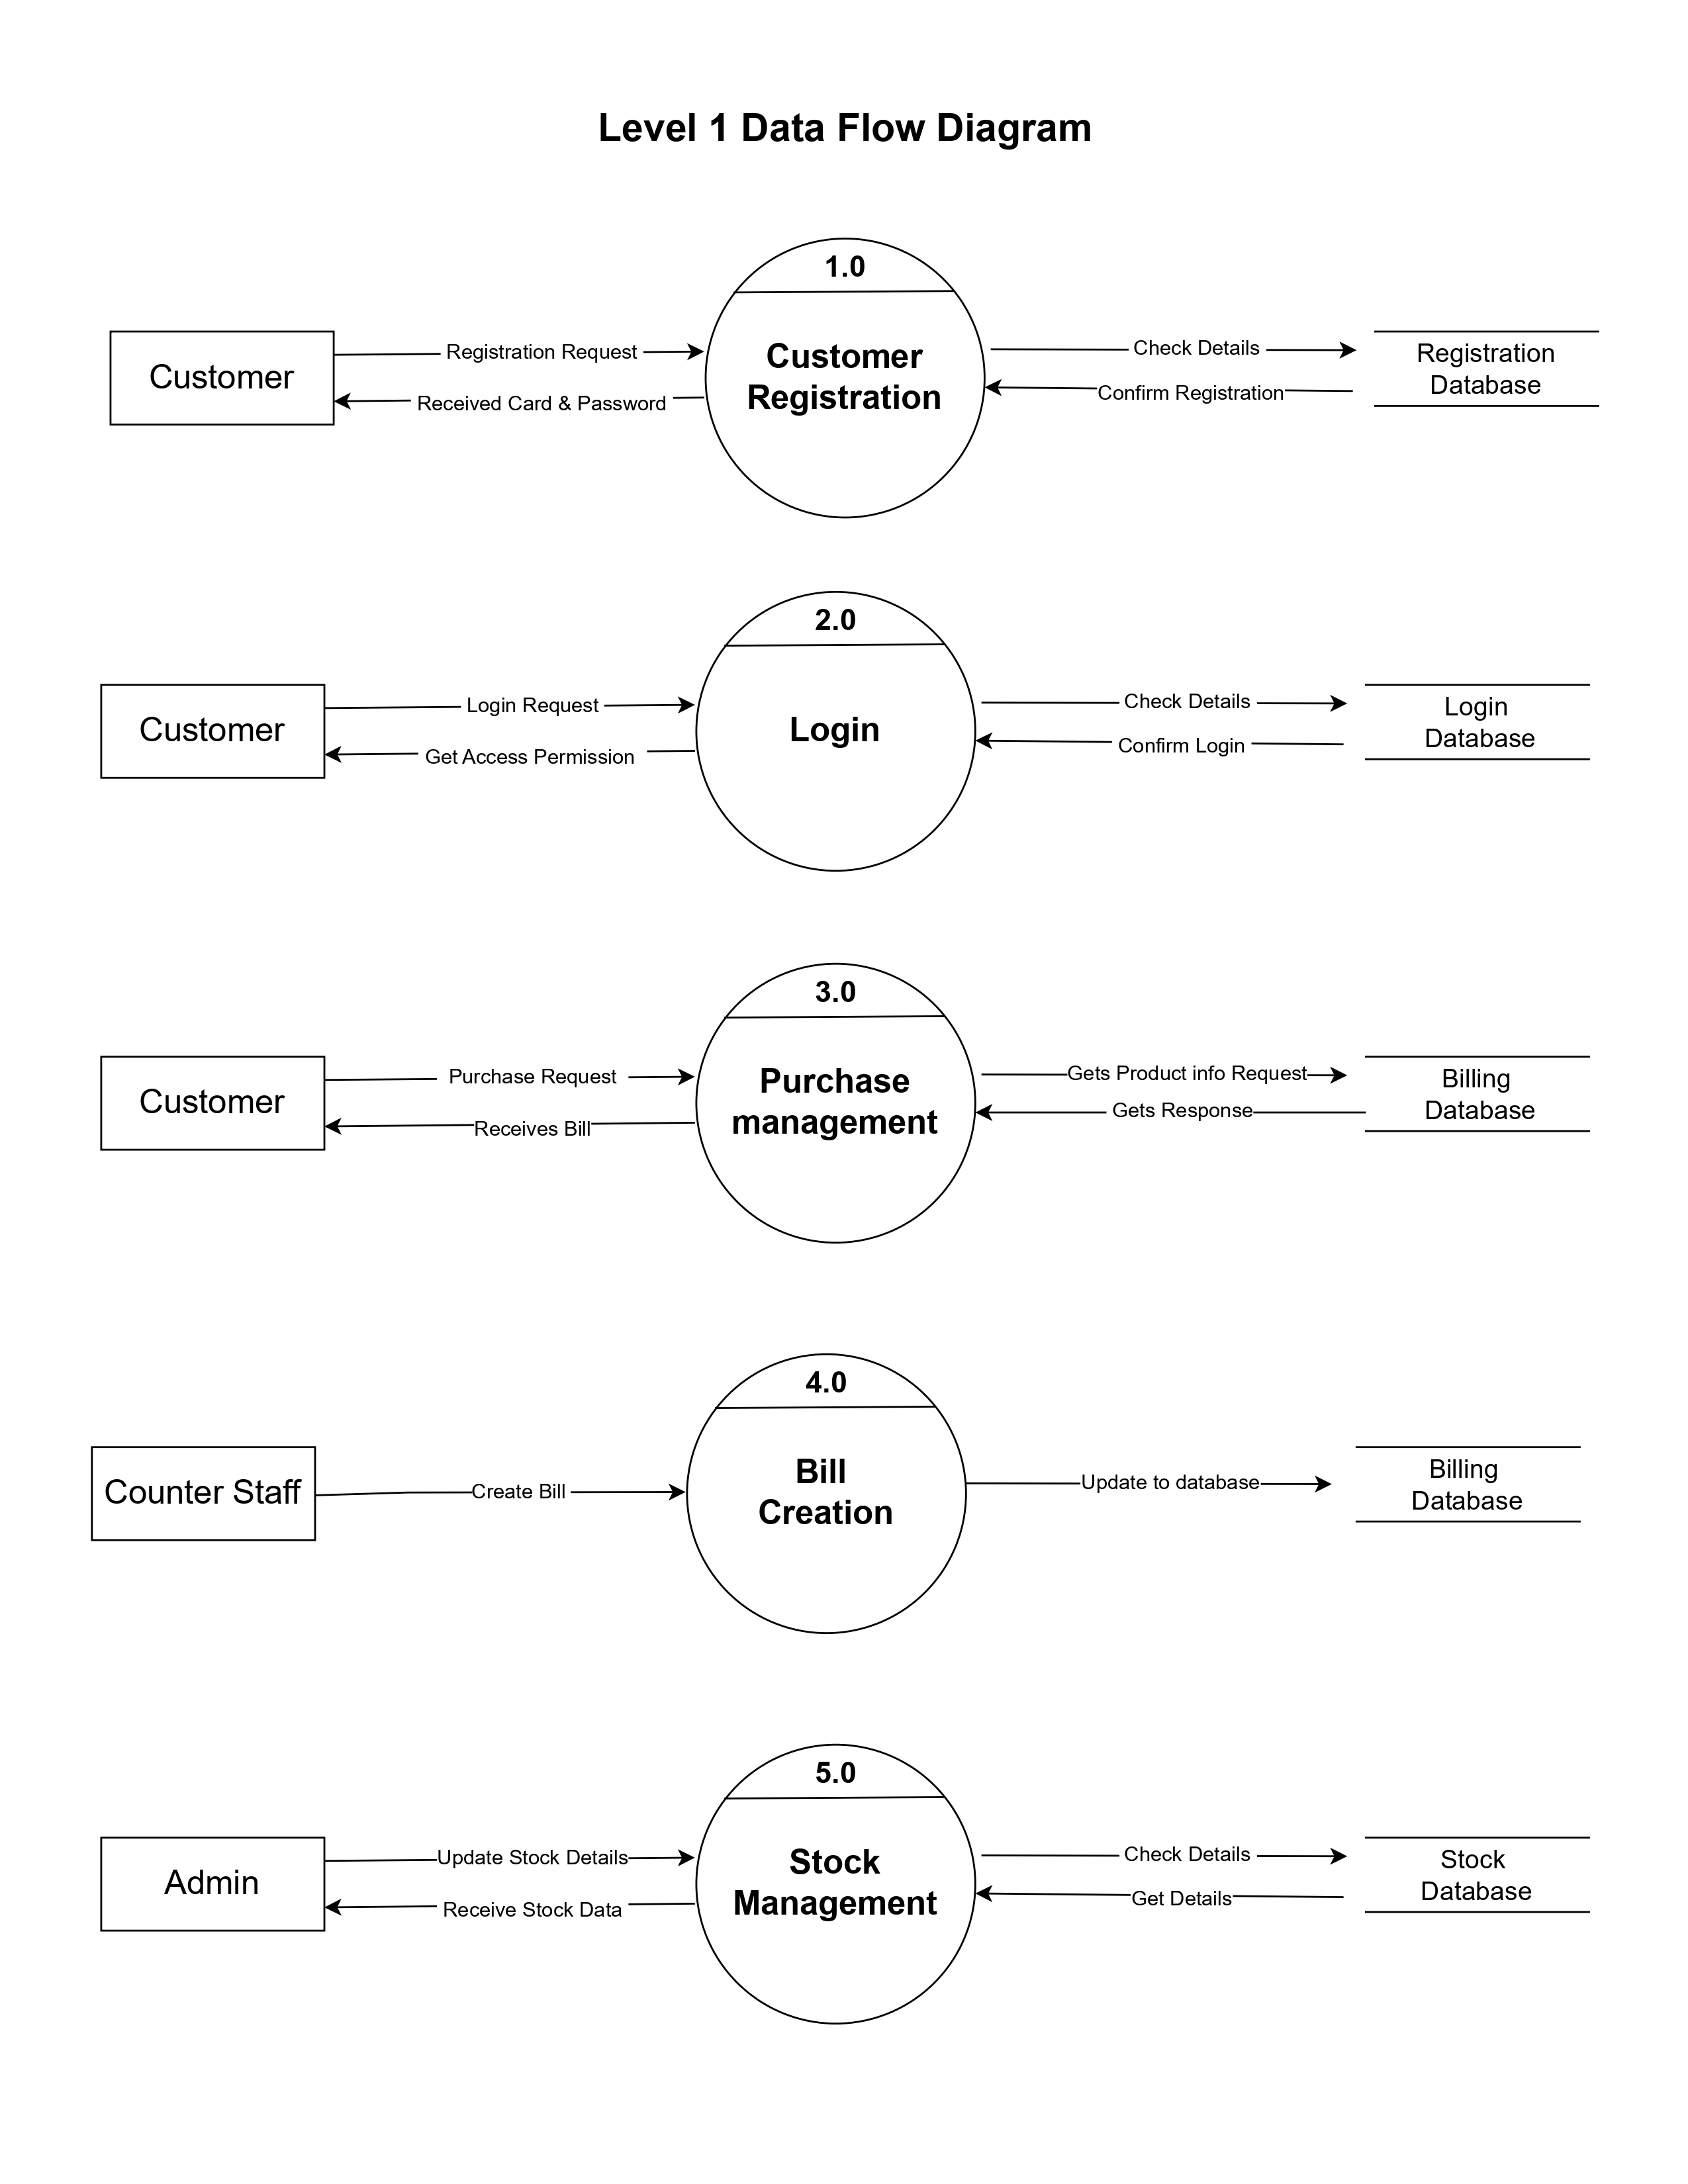 Level 1 Data Flow Diagram
1.0
Customer
Registration Request
Received Card & Password
Customer
Registration
Check Details
Confirm Registration
Registration
Database
2.0
Customer
Login Request
Get Access Permission
Login
Check Details
Confirm Login
Login
Database
3.0
Customer
Purchase Request
Receives Bill
Purchase
management
Gets Product info Request
Gets Response
Billing
Database
4.0
Counter Staff
Create Bill
Bill
Creation
Update to database
Billing
Database
5.0
Admin
Update Stock Details
Receive Stock Data
Stock
Management
Check Details
Get Details
Stock
Database